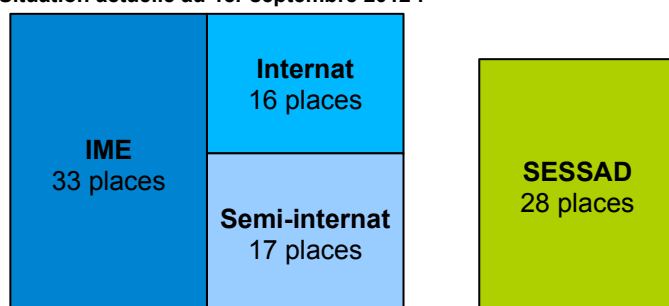 Situation actuelle au 1er septembre 2012 :
IME
33 places
Internat
16 places
Semi-internat
17 places
SESSAD
28 places